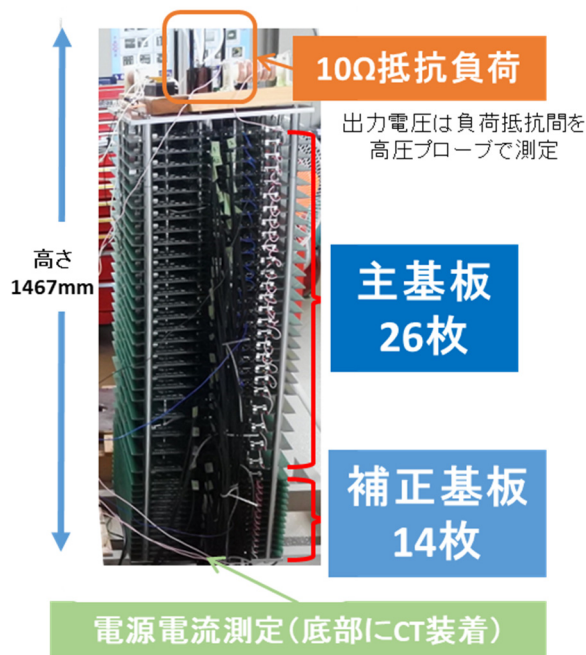 10Ω抵抗負荷
出力電圧は負荷抵抗間を
高圧プローブで測定
高さ
1467mm
主基板
26枚
補正基板
14枚
電源電流測定（底部にCT装着）